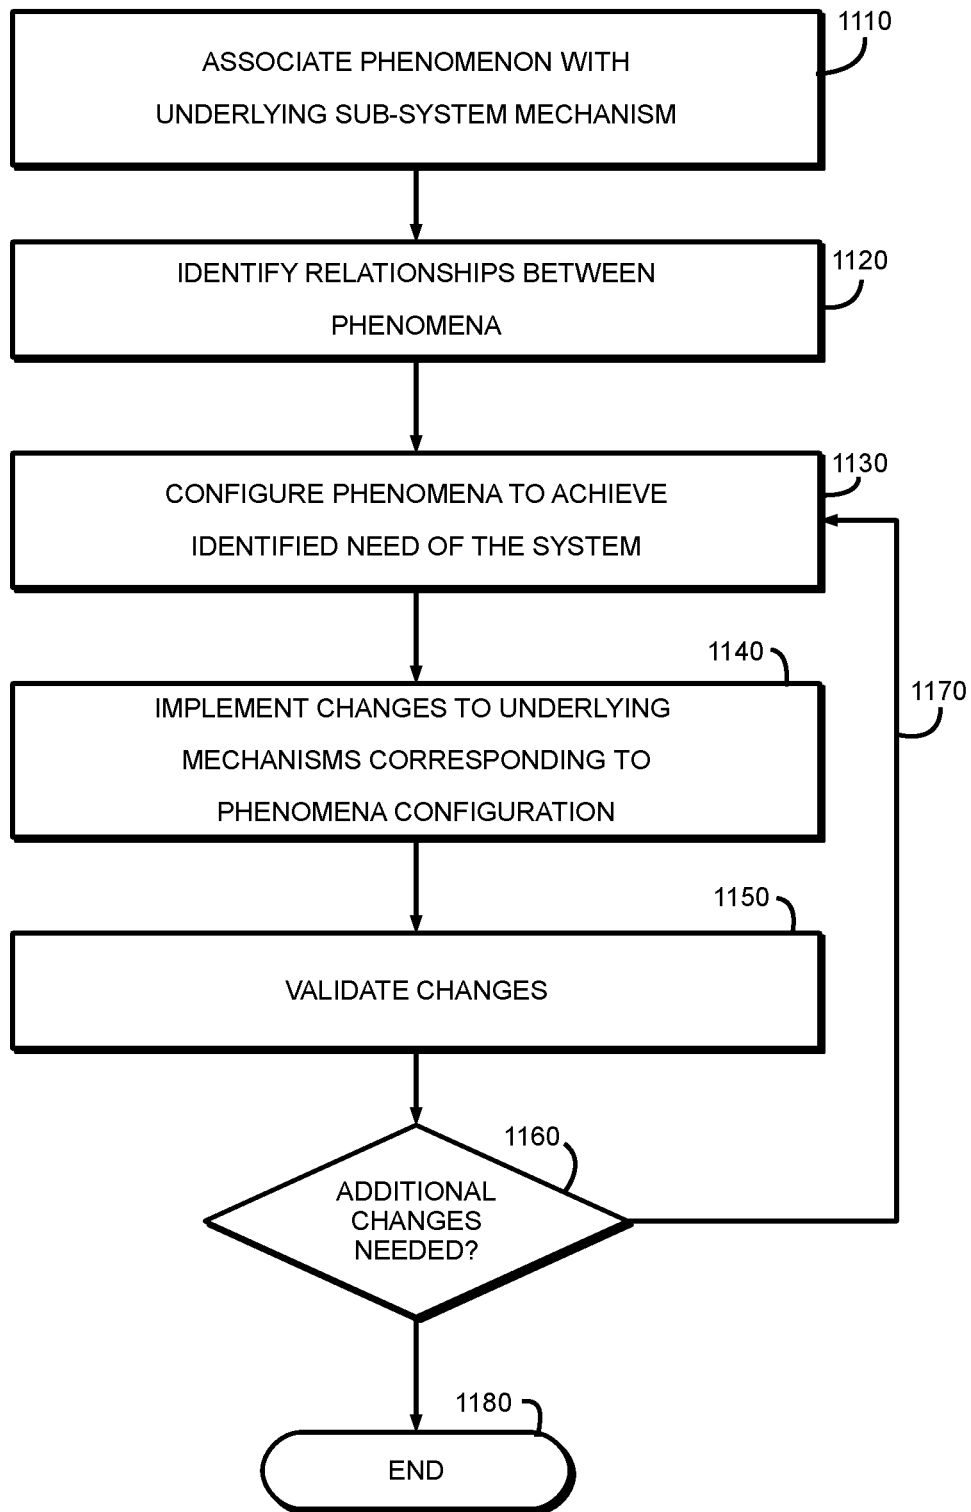 1110
ASSOCIATE PHENOMENON WITH
UNDERLYING SUB-SYSTEM MECHANISM
1120
IDENTIFY RELATIONSHIPS BETWEEN
PHENOMENA
1130
CONFIGURE PHENOMENA TO ACHIEVE
IDENTIFIED NEED OF THE SYSTEM
1140
1170
IMPLEMENT CHANGES TO UNDERLYING
MECHANISMS CORRESPONDING TO
PHENOMENA CONFIGURATION
1150
VALIDATE CHANGES
1160
ADDITIONAL
CHANGES
NEEDED?
1180
END